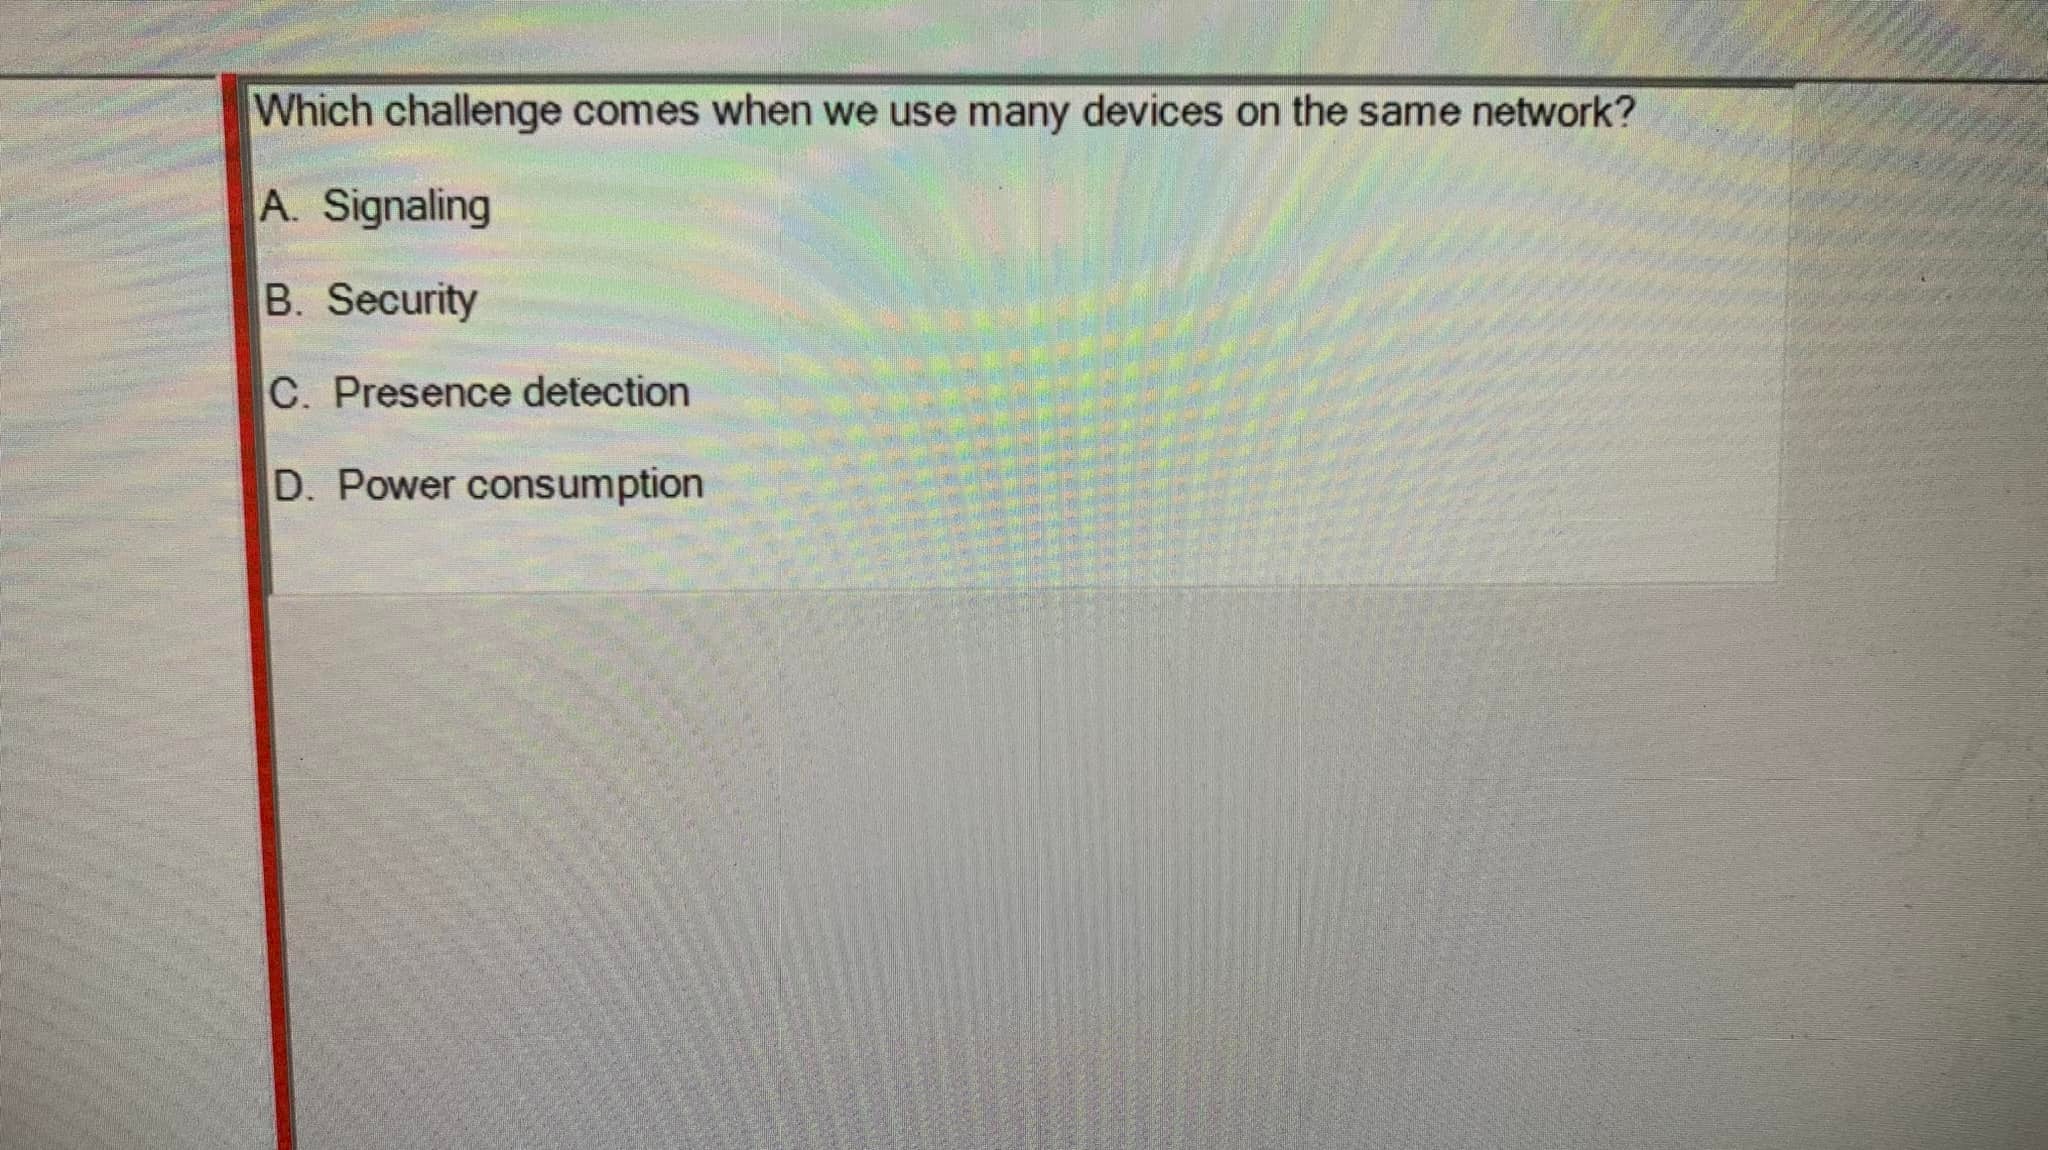 Which challenge comes when we use many devices on the same network?
A. Signaling
B. Security
C. Presence detection
D. Power consumption